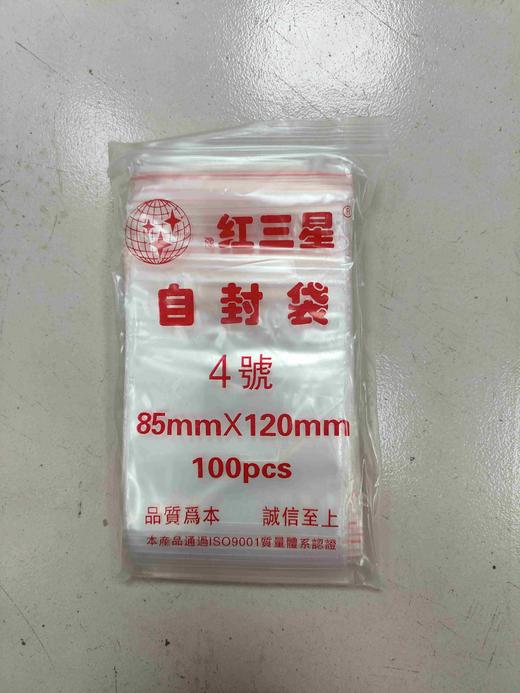 红三星®
自封袋
4號
85mmX120mm
100pcs
品質爲本 誠信至上
本產品通過ISO9001質量體系認證